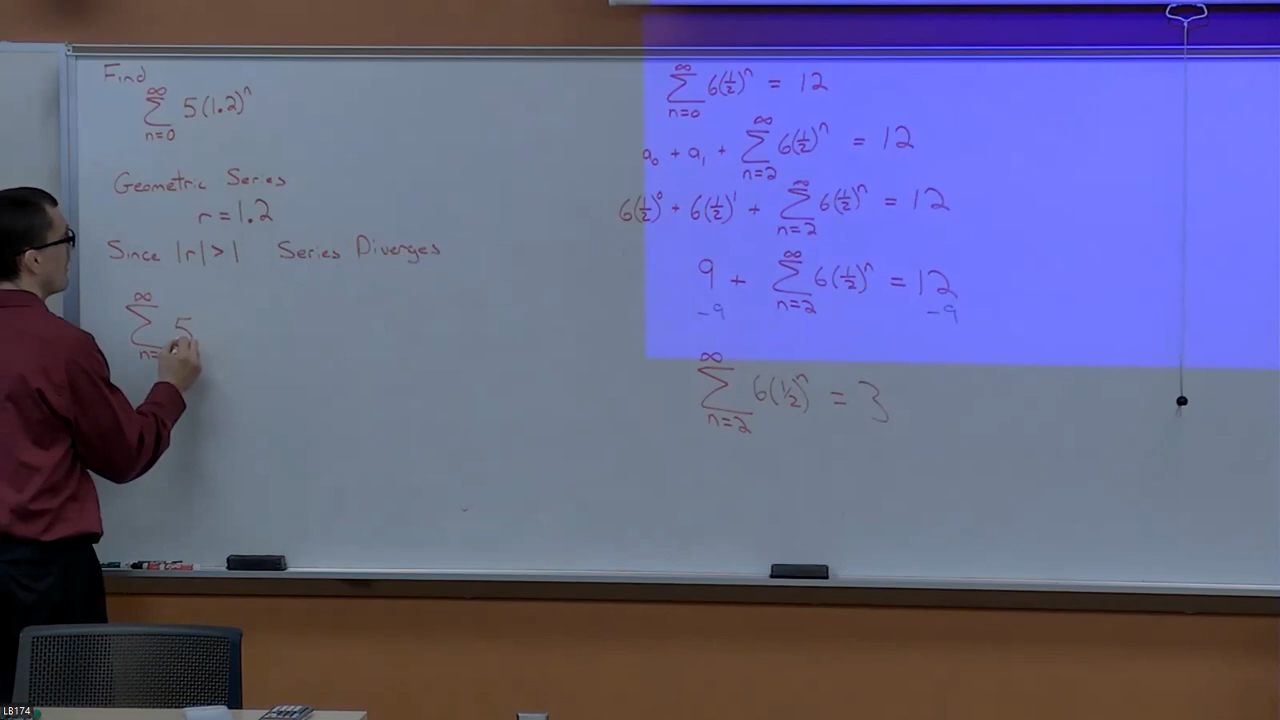 Find
∞
∑ 5(1.2)^n
n=0
Geometric Series
r = 1.2
Since |r| > 1 Series Diverges
∞
∑ 5
n=
∞
∑ 6(1/2)^n = 12
n=0
∞
a₀ + a₁ + ∑ 6(1/2)^n = 12
n=2
∞
6(1/2)^0 + 6(1/2)^1 + ∑ 6(1/2)^n = 12
n=2
∞
9 + ∑ 6(1/2)^n = 12
n=2
-9 -9
∞
∑ 6(1/2)^n = 3
n=2
LB174